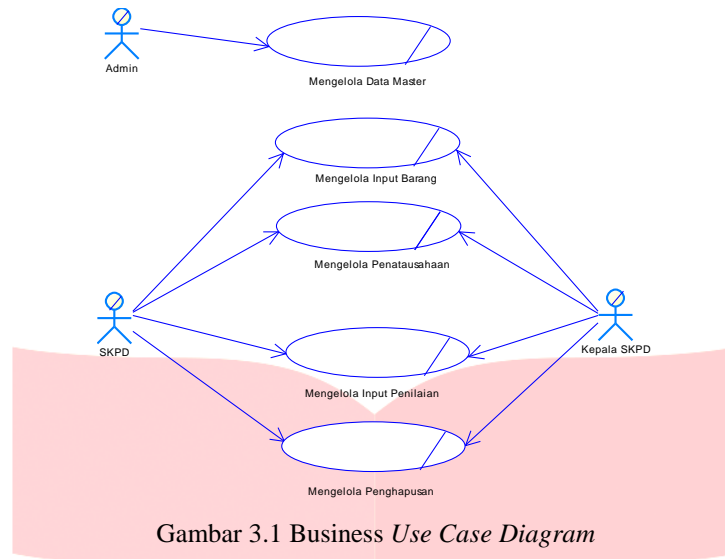 Admin
Mengelola Data Master
Mengelola Input Barang
Mengelola Penatausahaan
SKPD
Kepala SKPD
Mengelola Input Penilaian
Mengelola Penghapusan
Gambar 3.1 Business Use Case Diagram